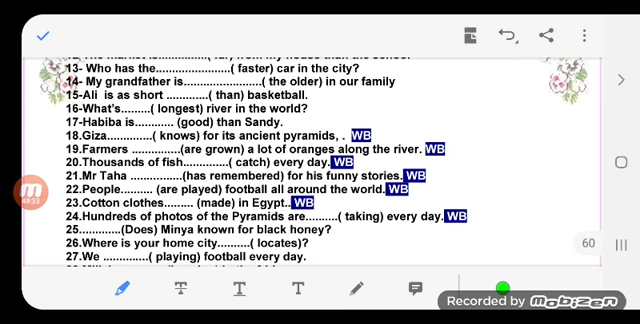 13- Who has the.......................( faster) car in the city?
14- My grandfather is.......................( the older) in our family
15-Ali is as short ............( than) basketball.
16-What's.........( longest) river in the world?
17-Habiba is............ (good) than Sandy.
18.Giza..............( knows) for its ancient pyramids, . WB
19.Farmers ...............(are grown) a lot of oranges along the river. WB
20.Thousands of fish..............( catch) every day. WB
21.Mr Taha ................(has remembered) for his funny stories. WB
22.People.......... (are played) football all around the world. WB
23.Cotton clothes......... (made) in Egypt.. WB
24.Hundreds of photos of the Pyramids are..........( taking) every day. WB
25.............(Does) Minya known for black honey?
26.Where is your home city..........( locates)?
27.We ..............( playing) football every day.
60
49:33
Recorded by Mobizen